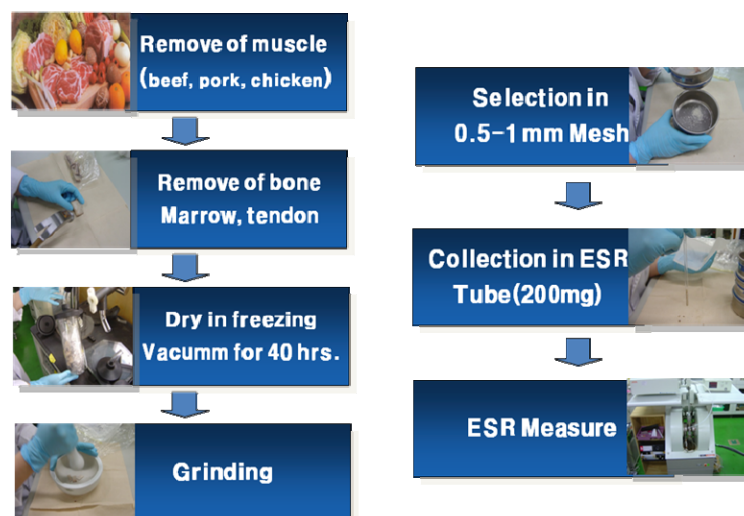 Remove of muscle
(beef, pork, chicken)
Remove of bone
Marrow, tendon
Dry in freezing
Vacumm for 40 hrs.
Grinding
Selection in
0.5-1 mm Mesh
Collection in ESR
Tube(200mg)
ESR Measure